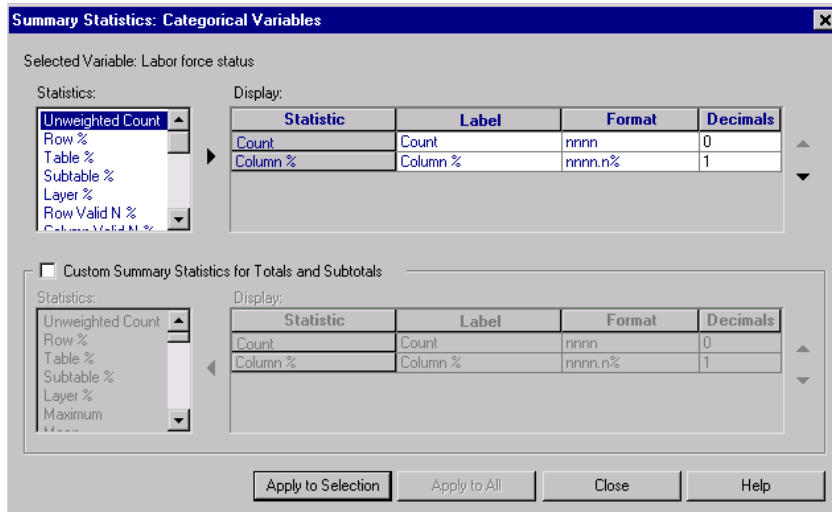 Summary Statistics: Categorical Variables
Selected Variable: Labor force status
Statistics:
Display:
Unweighted Count
Row %
Table %
Subtable %
Layer %
Row Valid N %
Column Valid N %
Statistic Label Format Decimals
Count Count nnnn 0
Column % Column % nnnn.n% 1
Custom Summary Statistics for Totals and Subtotals
Statistics:
Display:
Unweighted Count
Row %
Table %
Subtable %
Layer %
Maximum
Statistic Label Format Decimals
Count Count nnnn 0
Column % Column % nnnn.n% 1
Apply to Selection Apply to All Close Help